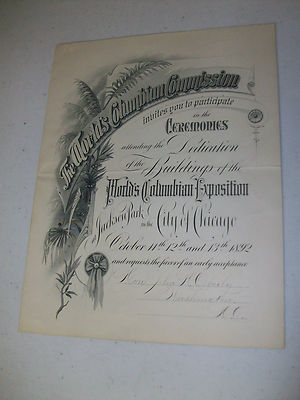 The World's Columbian Commission
invites you to participate
in the
CEREMONIES
attending the Dedication
of the Buildings of the
World's Columbian Exposition
Jackson Park in the City of Chicago
October 11th 12th and 13th 1892
and requests the favor of an early acceptance
Hon.
Washington